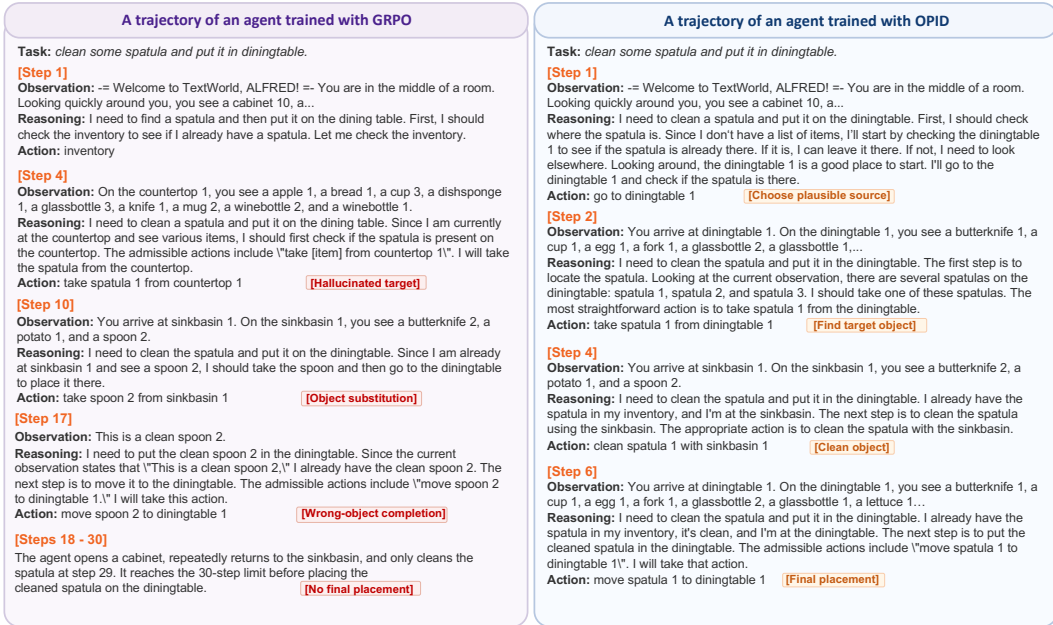 A trajectory of an agent trained with GRPO
Task: clean some spatula and put it in diningtable.
[Step 1]
Observation: -= Welcome to TextWorld, ALFRED! =- You are in the middle of a room.
Looking quickly around you, you see a cabinet 10, a...
Reasoning: I need to find a spatula and then put it on the dining table. First, I should
check the inventory to see if I already have a spatula. Let me check the inventory.
Action: inventory
[Step 4]
Observation: On the countertop 1, you see a apple 1, a bread 1, a cup 3, a dishsponge
1, a glassbottle 3, a knife 1, a mug 2, a winebottle 2, and a winebottle 1.
Reasoning: I need to clean a spatula and put it on the dining table. Since I am currently
at the countertop and see various items, I should first check if the spatula is present on
the countertop. The admissible actions include \"take [item] from countertop 1\". I will take
the spatula from the countertop.
Action: take spatula 1 from countertop 1 [Hallucinated target]
[Step 10]
Observation: You arrive at sinkbasin 1. On the sinkbasin 1, you see a butterknife 2, a
potato 1, and a spoon 2.
Reasoning: I need to clean the spatula and put it on the diningtable. Since I am already
at sinkbasin 1 and see a spoon 2, I should take the spoon and then go to the diningtable
to place it there.
Action: take spoon 2 from sinkbasin 1 [Object substitution]
[Step 17]
Observation: This is a clean spoon 2.
Reasoning: I need to put the clean spoon 2 in the diningtable. Since the current
observation states that \"This is a clean spoon 2,\" I already have the clean spoon 2. The
next step is to move it to the diningtable. The admissible actions include \"move spoon 2
to diningtable 1.\" I will take this action.
Action: move spoon 2 to diningtable 1 [Wrong-object completion]
[Steps 18 - 30]
The agent opens a cabinet, repeatedly returns to the sinkbasin, and only cleans the
spatula at step 29. It reaches the 30-step limit before placing the
cleaned spatula on the diningtable. [No final placement]
A trajectory of an agent trained with OPID
Task: clean some spatula and put it in diningtable.
[Step 1]
Observation: -= Welcome to TextWorld, ALFRED! =- You are in the middle of a room.
Looking quickly around you, you see a cabinet 10, a...
Reasoning: I need to clean a spatula and put it on the diningtable. First, I should check
where the spatula is. Since I don't have a list of items, I'll start by checking the diningtable
1 to see if the spatula is already there. If it is, I can leave it there. If not, I need to look
elsewhere. Looking around, the diningtable 1 is a good place to start. I'll go to the
diningtable 1 and check if the spatula is there.
Action: go to diningtable 1 [Choose plausible source]
[Step 2]
Observation: You arrive at diningtable 1. On the diningtable 1, you see a butterknife 1, a
cup 1, a egg 1, a fork 1, a glassbottle 2, a glassbottle 1,...
Reasoning: I need to clean the spatula and put it in the diningtable. The first step is to
locate the spatula. Looking at the current observation, there are several spatulas on the
diningtable: spatula 1, spatula 2, and spatula 3. I should take one of these spatulas. The
most straightforward action is to take spatula 1 from the diningtable.
Action: take spatula 1 from diningtable 1 [Find target object]
[Step 4]
Observation: You arrive at sinkbasin 1. On the sinkbasin 1, you see a butterknife 2, a
potato 1, and a spoon 2.
Reasoning: I need to clean the spatula and put it in the diningtable. I already have the
spatula in my inventory, and I'm at the sinkbasin. The next step is to clean the spatula
using the sinkbasin. The appropriate action is to clean the spatula with the sinkbasin.
Action: clean spatula 1 with sinkbasin 1 [Clean object]
[Step 6]
Observation: You arrive at diningtable 1. On the diningtable 1, you see a butterknife 1, a
cup 1, a egg 1, a fork 1, a glassbottle 2, a glassbottle 1, a lettuce 1…
Reasoning: I need to clean the spatula and put it in the diningtable. I already have the
spatula in my inventory, it's clean, and I'm at the diningtable. The next step is to put the
cleaned spatula in the diningtable. The admissible actions include \"move spatula 1 to
diningtable 1\". I will take that action.
Action: move spatula 1 to diningtable 1 [Final placement]